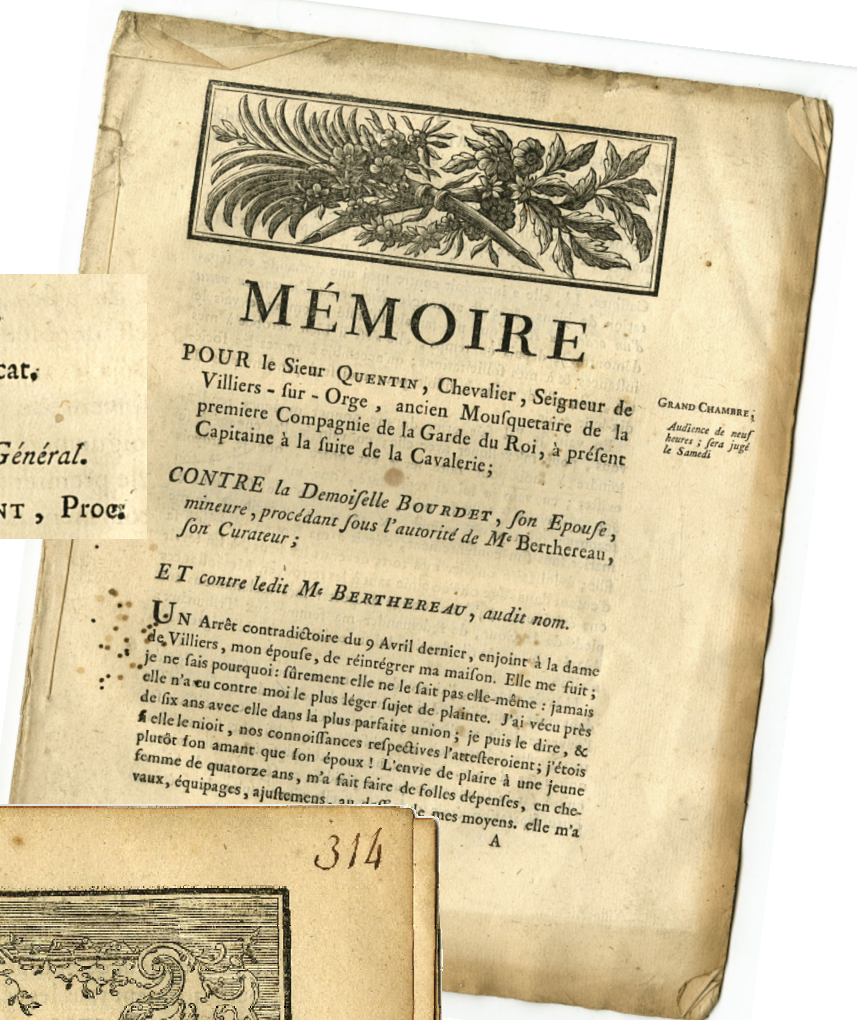 MÉMOIRE
POUR le Sieur QUENTIN, Chevalier, Seigneur de
Villiers - ſur - Orge, ancien Mouſquetaire de la
premiere Compagnie de la Garde du Roi, à préſent
Capitaine à la ſuite de la Cavalerie;
GRAND CHAMBRE;
Audience de neuf
heures; ſera jugé
le Samedi
CONTRE la Demoiſelle BOURDET, ſon Epouſe,
mineure, procédant ſous l'autorité de Me Berthereau,
ſon Curateur;
ET contre ledit Me BERTHEREAU, audit nom.
UN Arrêt contradictoire du 9 Avril dernier, enjoint à la dame
de Villiers, mon épouſe, de réintégrer ma maiſon. Elle me fuit;
je ne ſais pourquoi: ſûrement elle ne le ſait pas elle-même: jamais
elle n'a eu contre moi le plus léger ſujet de plainte. J'ai vécu près
de ſix ans avec elle dans la plus parfaite union; je puis le dire, &
ſi elle le nioit, nos connoiſſances reſpectives l'atteſteroient; j'étois
plutôt ſon amant que ſon époux! L'envie de plaire à une jeune
femme de quatorze ans, m'a fait faire de folles dépenſes, en che-
vaux, équipages, ajuſtemens, mes moyens. elle m'a
A
cat.
Général.
NT, Proc.
314